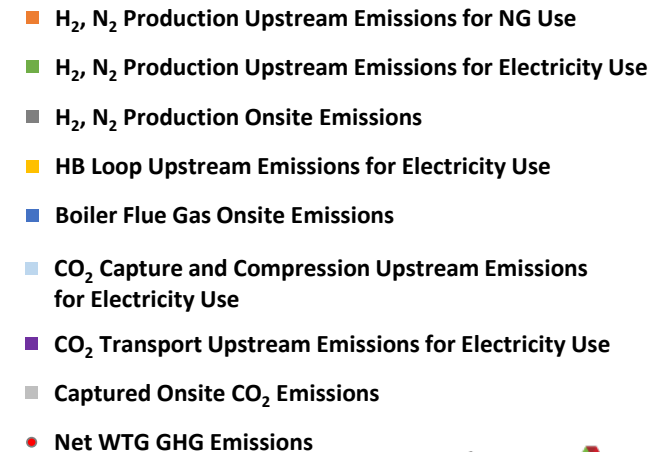 H₂, N₂ Production Upstream Emissions for NG Use
H₂, N₂ Production Upstream Emissions for Electricity Use
H₂, N₂ Production Onsite Emissions
HB Loop Upstream Emissions for Electricity Use
Boiler Flue Gas Onsite Emissions
CO₂ Capture and Compression Upstream Emissions
for Electricity Use
CO₂ Transport Upstream Emissions for Electricity Use
Captured Onsite CO₂ Emissions
Net WTG GHG Emissions